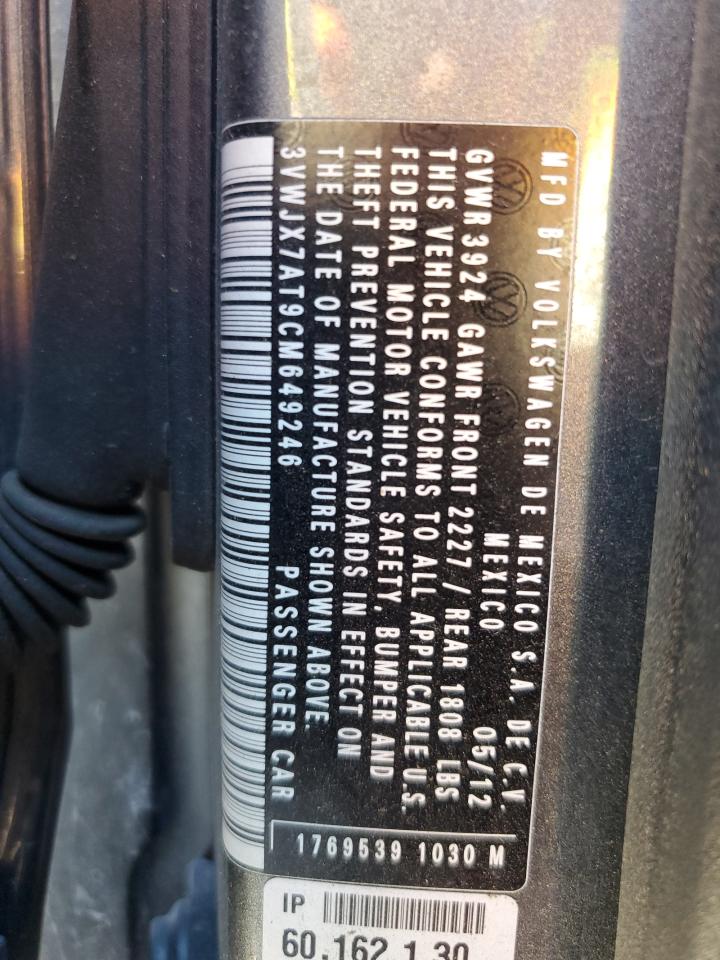 MFD BY VOLKSWAGEN DE MEXICO S.A. DE C.V.
MEXICO 05/12
GVWR 3924 GAWR FRONT 2227 / REAR 1808 LBS
THIS VEHICLE CONFORMS TO ALL APPLICABLE U.S.
FEDERAL MOTOR VEHICLE SAFETY, BUMPER AND
THEFT PREVENTION STANDARDS IN EFFECT ON
THE DATE OF MANUFACTURE SHOWN ABOVE.
3VWJX7AT9CM649246 PASSENGER CAR
1769539 1030 M
IP
60.162 1.30